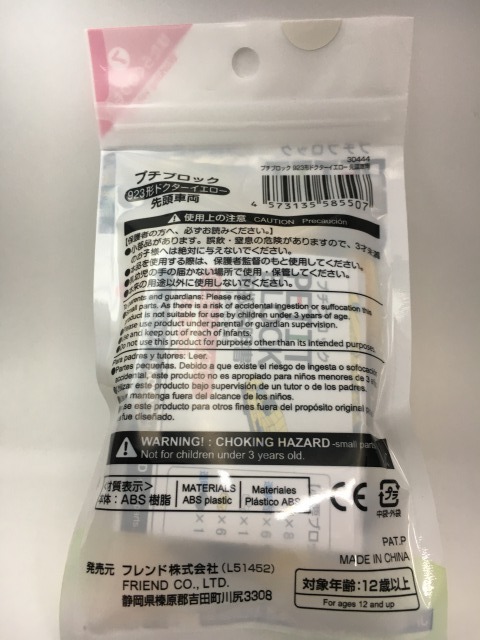 プチブロック
923形ドクターイエロー
先頭車両
30444
プチブロック 923形ドクターイエロー 先頭車両
4 573135 585507
使用上の注意 CAUTION Precaución
【保護者の方へ、必ずお読みください。】
●小部品があります。誤飲・窒息の危険がありますので、3才未満
のお子様へは絶対に与えないでください。
を使用する際は、保護者監督のもと使用してください。
幼児の手の届かない場所で使用・保管してください。
来の用途以外に使用しないでください。
Parents and guardians: Please read.
Small parts. As there is a risk of accidental ingestion or suffocation this
product is not suitable for use by children under 3 years of age.
Please use product under parental or guardian supervision.
Use and keep out of reach of infants.
Do not use this product for purposes other than its intended purpose.
Para padres y tutores: Leer.
●Partes pequeñas. Debido a que existe el riesgo de ingesta o sofocación
accidental, este producto no es apropiado para niños menores de 3
Utilizar este producto bajo supervisión de un tutor o de los padres.
fuera del alcance de los niños.
use este producto para otros fines fuera del propósito original
fue diseñado.
WARNING! : CHOKING HAZARD -small parts
Not for children under 3 years old.
<材質表示>
本体：ABS 樹脂
MATERIALS
ABS plastic
Materiales
Plástico ABS
CE
プラ
中袋・外袋
PAT.P
MADE IN CHINA
発売元 フレンド株式会社 (L51452)
FRIEND CO., LTD.
静岡県榛原郡吉田町川尻3308
対象年齢：12歳以上
For ages 12 and up